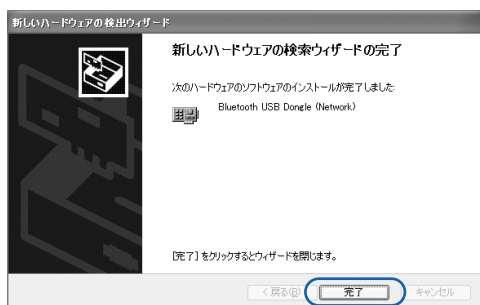 新しいハードウェアの検出ウィザード
新しいハードウェアの検索ウィザードの完了
次のハードウェアのソフトウェアのインストールが完了しました:
Bluetooth USB Dongle (Network)
[完了] をクリックするとウィザードを閉じます。
< 戻る(B)
完了
キャンセル